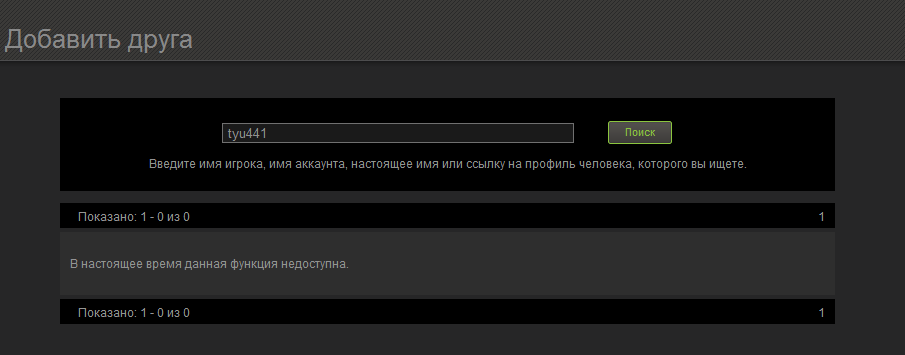 Добавить друга
tyu441
Поиск
Введите имя игрока, имя аккаунта, настоящее имя или ссылку на профиль человека, которого вы ищете.
Показано: 1 - 0 из 0 1
В настоящее время данная функция недоступна.
Показано: 1 - 0 из 0 1